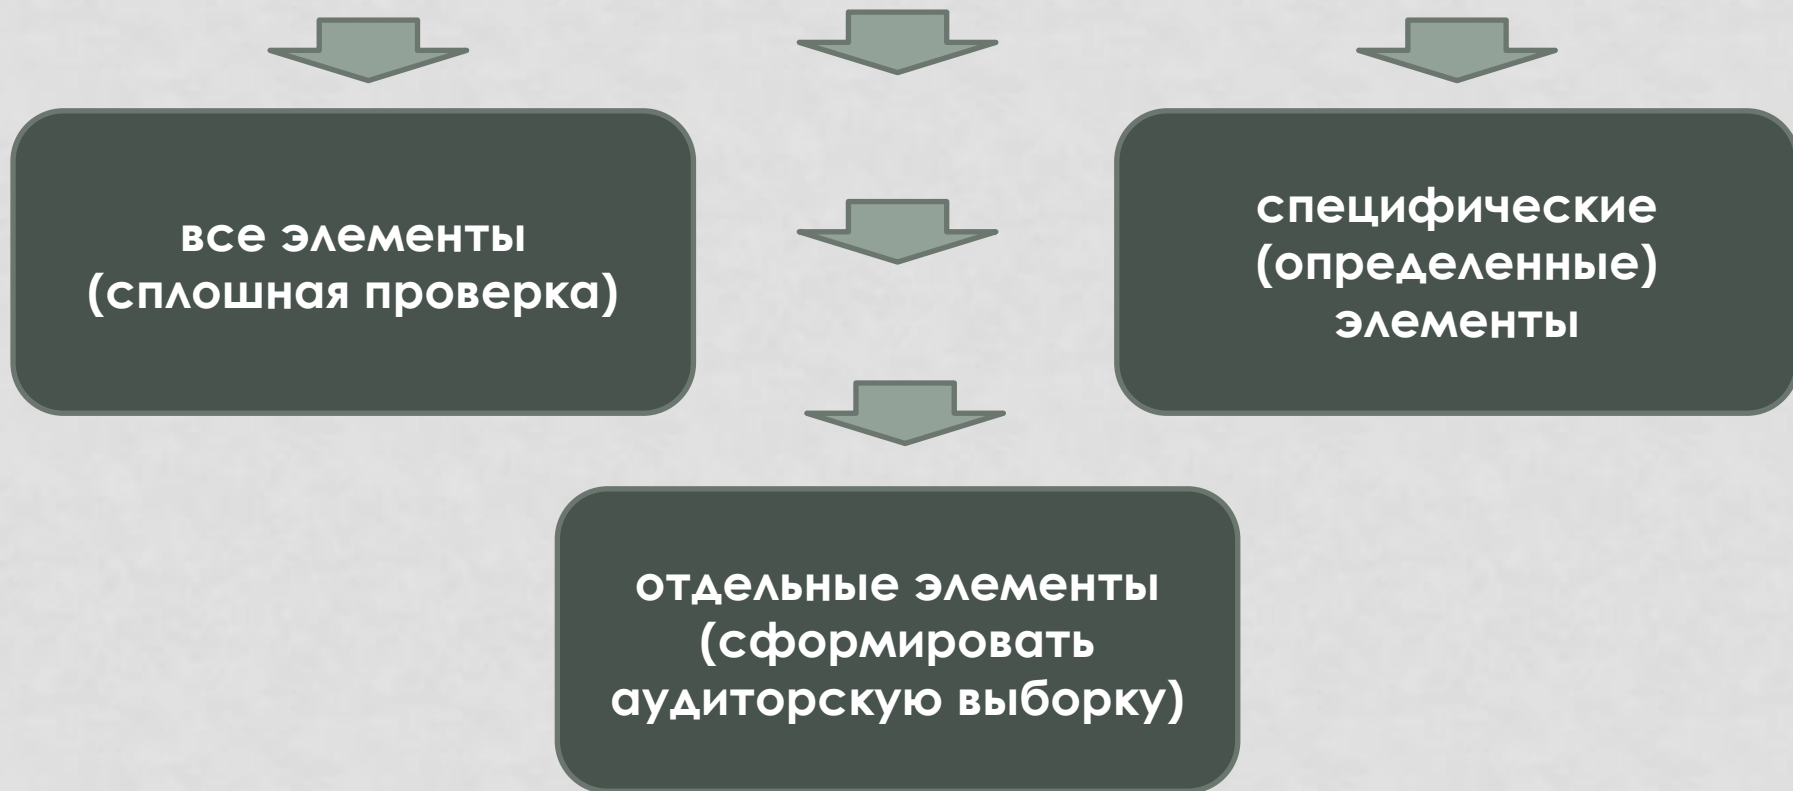 все элементы
(сплошная проверка)
специфические
(определенные)
элементы
отдельные элементы
(сформировать
аудиторскую выборку)